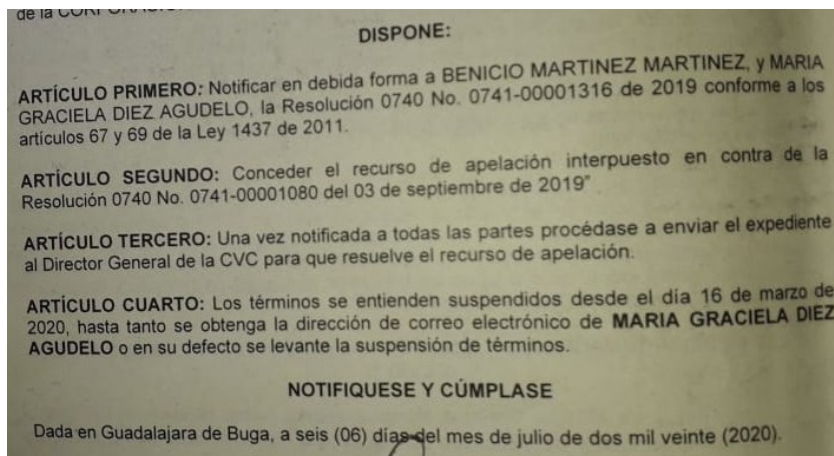 de la
DISPONE:
ARTÍCULO PRIMERO: Notificar en debida forma a BENICIO MARTINEZ MARTINEZ, y MARIA
GRACIELA DIEZ AGUDELO, la Resolución 0740 No. 0741-00001316 de 2019 conforme a los
artículos 67 y 69 de la Ley 1437 de 2011.
ARTÍCULO SEGUNDO: Conceder el recurso de apelación interpuesto en contra de la
Resolución 0740 No. 0741-00001080 del 03 de septiembre de 2019"
ARTÍCULO TERCERO: Una vez notificada a todas las partes procédase a enviar el expediente
al Director General de la CVC para que resuelve el recurso de apelación.
ARTÍCULO CUARTO: Los términos se entienden suspendidos desde el día 16 de marzo de
2020, hasta tanto se obtenga la dirección de correo electrónico de MARIA GRACIELA DIEZ
AGUDELO o en su defecto se levante la suspensión de términos.
NOTIFIQUESE Y CÚMPLASE
Dada en Guadalajara de Buga, a seis (06) días del mes de julio de dos mil veinte (2020).